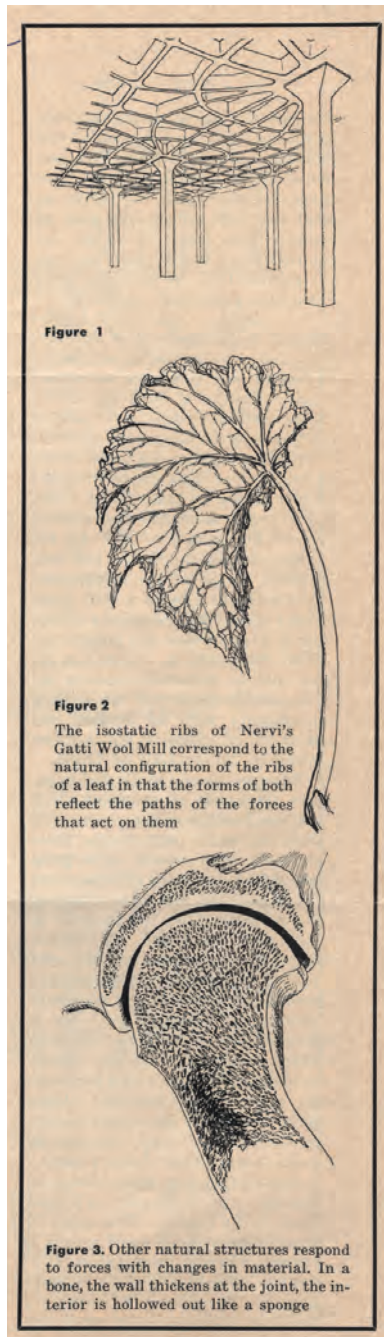 Figure 1
Figure 2
The isostatic ribs of Nervi's
Gatti Wool Mill correspond to the
natural configuration of the ribs
of a leaf in that the forms of both
reflect the paths of the forces
that act on them
Figure 3. Other natural structures respond
to forces with changes in material. In a
bone, the wall thickens at the joint, the in-
terior is hollowed out like a sponge